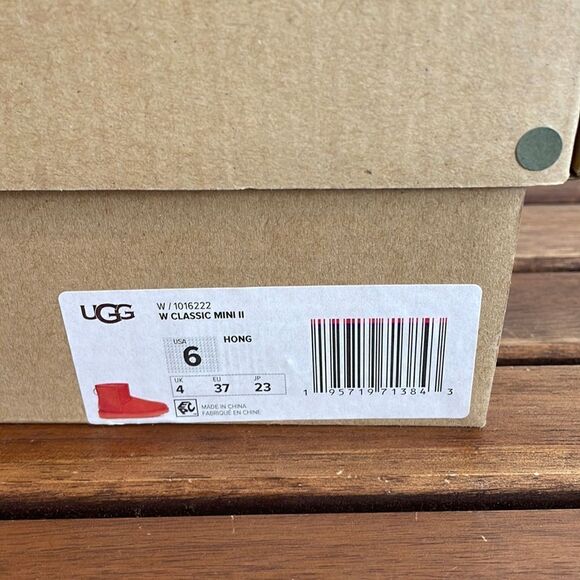 UGG
W / 1016222
W CLASSIC MINI II
USA
6
HONG
UK EU JP
4 37 23
MADE IN CHINA
FABRIQUÉ EN CHINE
1 95719 71384 3